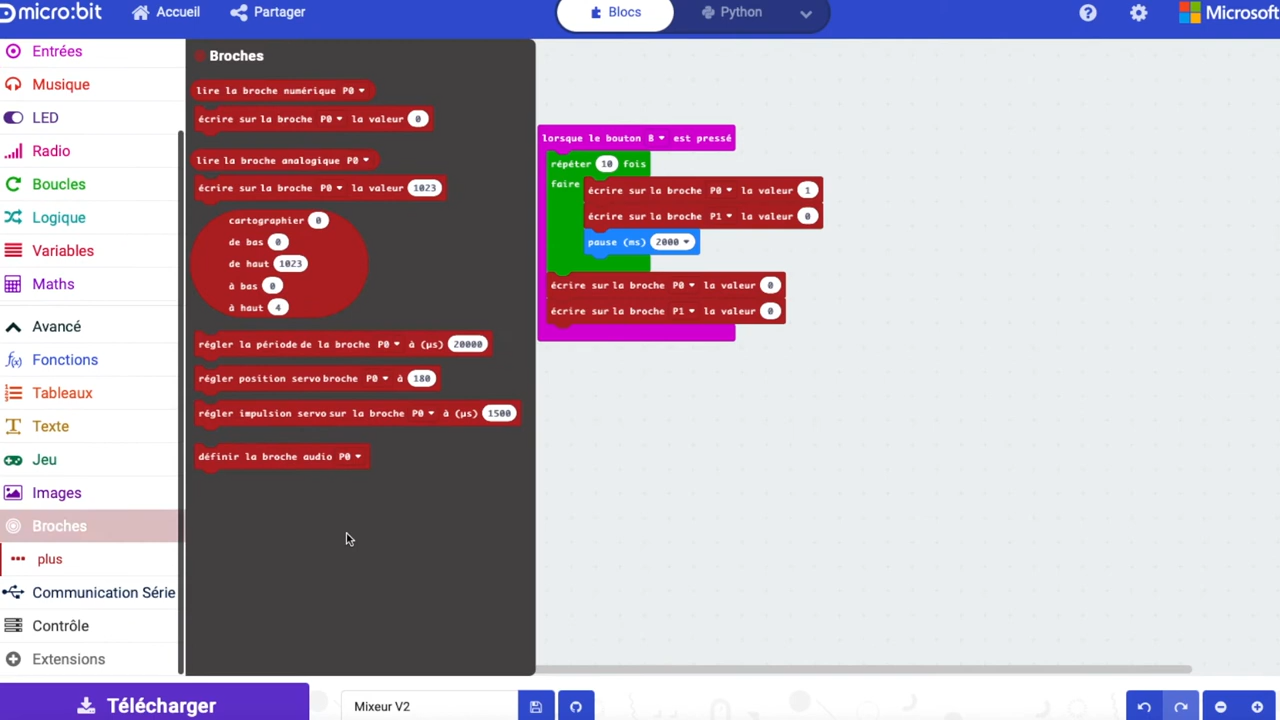 micro:bit
Accueil
Partager
Blocs
Python
Microsoft
Entrées
Musique
LED
Radio
Boucles
Logique
Variables
Maths
Avancé
Fonctions
Tableaux
Texte
Jeu
Images
Broches
plus
Communication Série
Contrôle
Extensions
Télécharger
Broches
lire la broche numérique P0
écrire sur la broche P0 la valeur 0
lire la broche analogique P0
écrire sur la broche P0 la valeur 1023
cartographier 0
de bas 0
de haut 1023
à bas 0
à haut 4
régler la période de la broche P0 à (µs) 20000
régler position servo broche P0 à 180
régler impulsion servo sur la broche P0 à (µs) 1500
définir la broche audio P0
lorsque le bouton B est pressé
répéter 10 fois
faire écrire sur la broche P0 la valeur 1
écrire sur la broche P1 la valeur 0
pause (ms) 2000
écrire sur la broche P0 la valeur 0
écrire sur la broche P1 la valeur 0
Mixeur V2